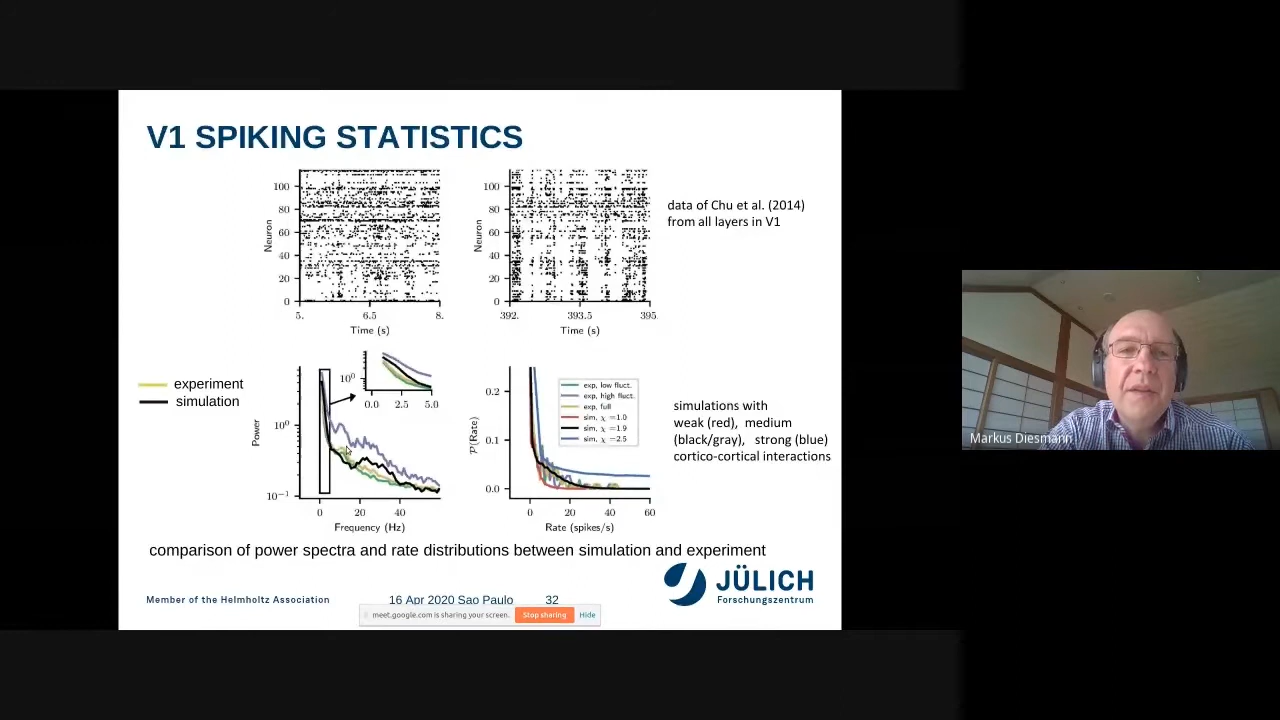 V1 SPIKING STATISTICS
100
80
60
40
20
0
Neuron
5.
6.5
8.
Time (s)
100
80
60
40
20
0
Neuron
392.
393.5
395.
Time (s)
data of Chu et al. (2014)
from all layers in V1
experiment
simulation
10⁰
10⁻¹
Power
0
20
40
Frequency (Hz)
10⁰
0.0
2.5
5.0
0.2
0.1
0.0
P(Rate)
0
20
40
60
Rate (spikes/s)
exp, low fluct.
exp, high fluct.
exp, full
sim, χ =1.0
sim, χ =1.9
sim, χ =2.5
simulations with
weak (red), medium
(black/gray), strong (blue)
cortico-cortical interactions
comparison of power spectra and rate distributions between simulation and experiment
JÜLICH
Forschungszentrum
Member of the Helmholtz Association
16 Apr 2020 Sao Paulo
32
meet.google.com is sharing your screen.
Stop sharing
Hide
Markus Diesmann